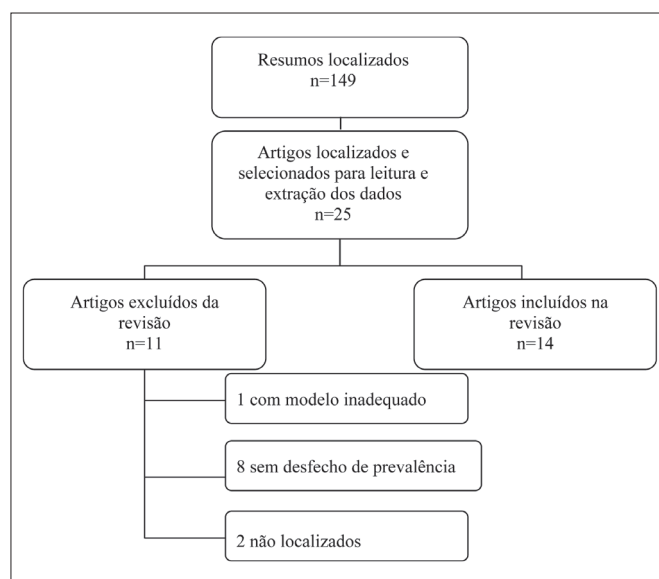 Resumos localizados
n=149
Artigos localizados e
selecionados para leitura e
extração dos dados
n=25
Artigos excluídos da
revisão
n=11
Artigos incluídos na
revisão
n=14
1 com modelo inadequado
8 sem desfecho de prevalência
2 não localizados